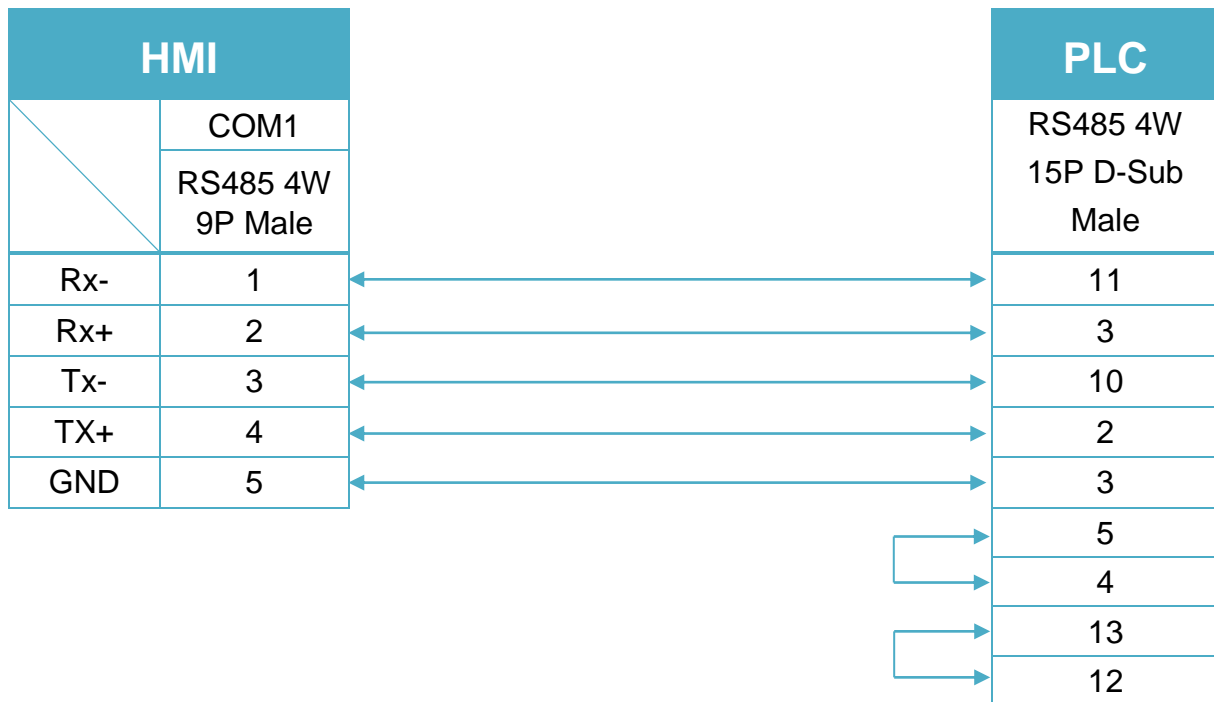 HMI
PLC
COM1
RS485 4W
9P Male
RS485 4W
15P D-Sub
Male
Rx- 1 11
Rx+ 2 3
Tx- 3 10
TX+ 4 2
GND 5 3
5
4
13
12